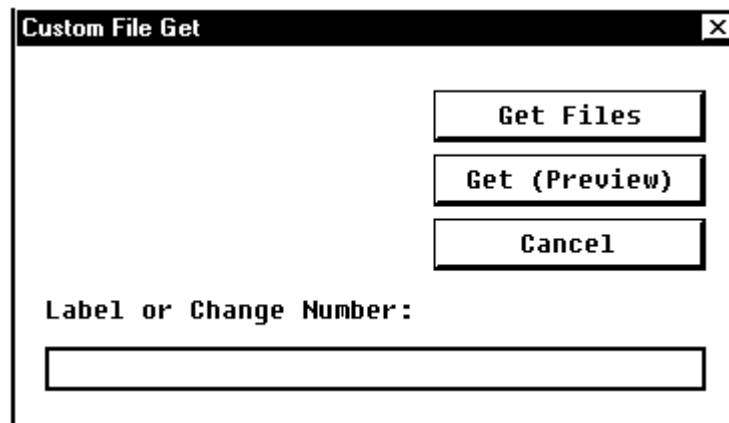 Custom File Get
Get Files
Get (Preview)
Cancel
Label or Change Number: